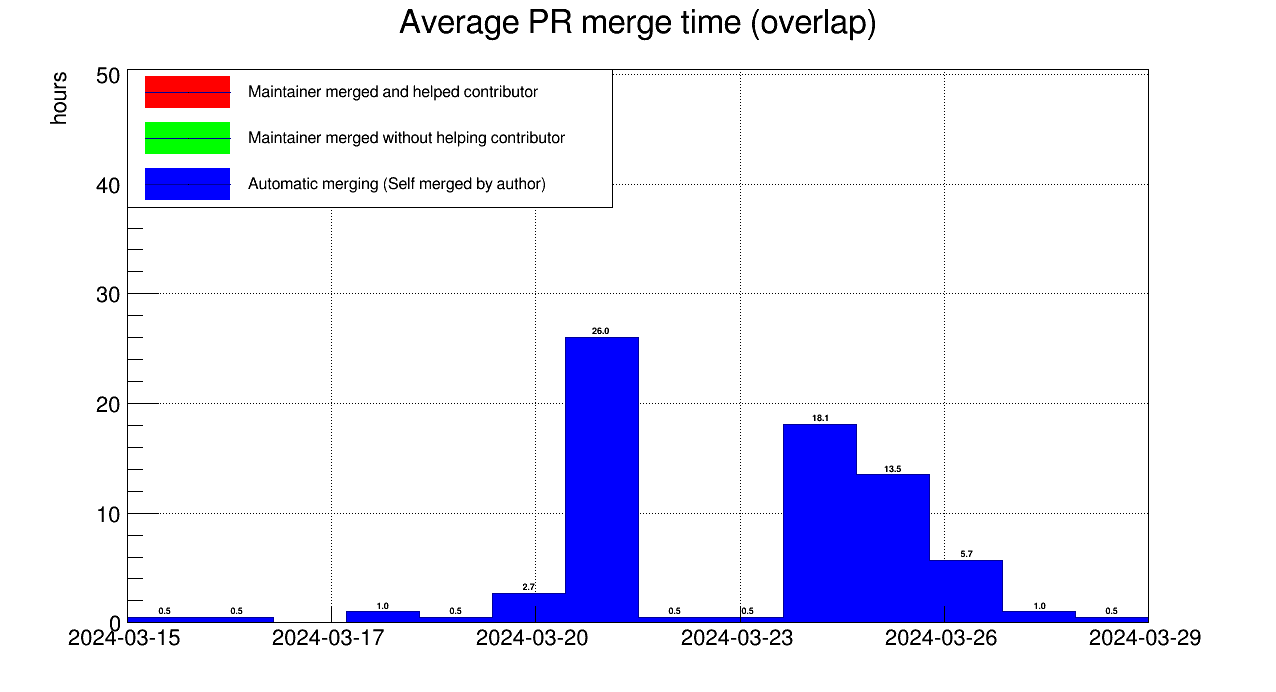 Average PR merge time (overlap)
hours
50
40
30
20
10
0
Maintainer merged and helped contributor
Maintainer merged without helping contributor
Automatic merging (Self merged by author)
0.5 0.5 1.0 0.5 2.7 26.0 0.5 0.5 18.1 13.5 5.7 1.0 0.5
2024-03-15 2024-03-17 2024-03-20 2024-03-23 2024-03-26 2024-03-29